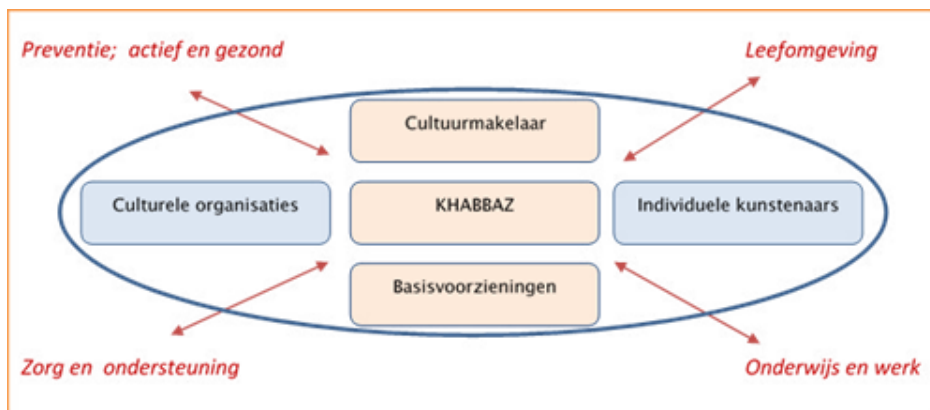 Preventie; actief en gezond
Leefomgeving
Cultuurmakelaar
Culturele organisaties
KHABBAZ
Individuele kunstenaars
Basisvoorzieningen
Zorg en ondersteuning
Onderwijs en werk